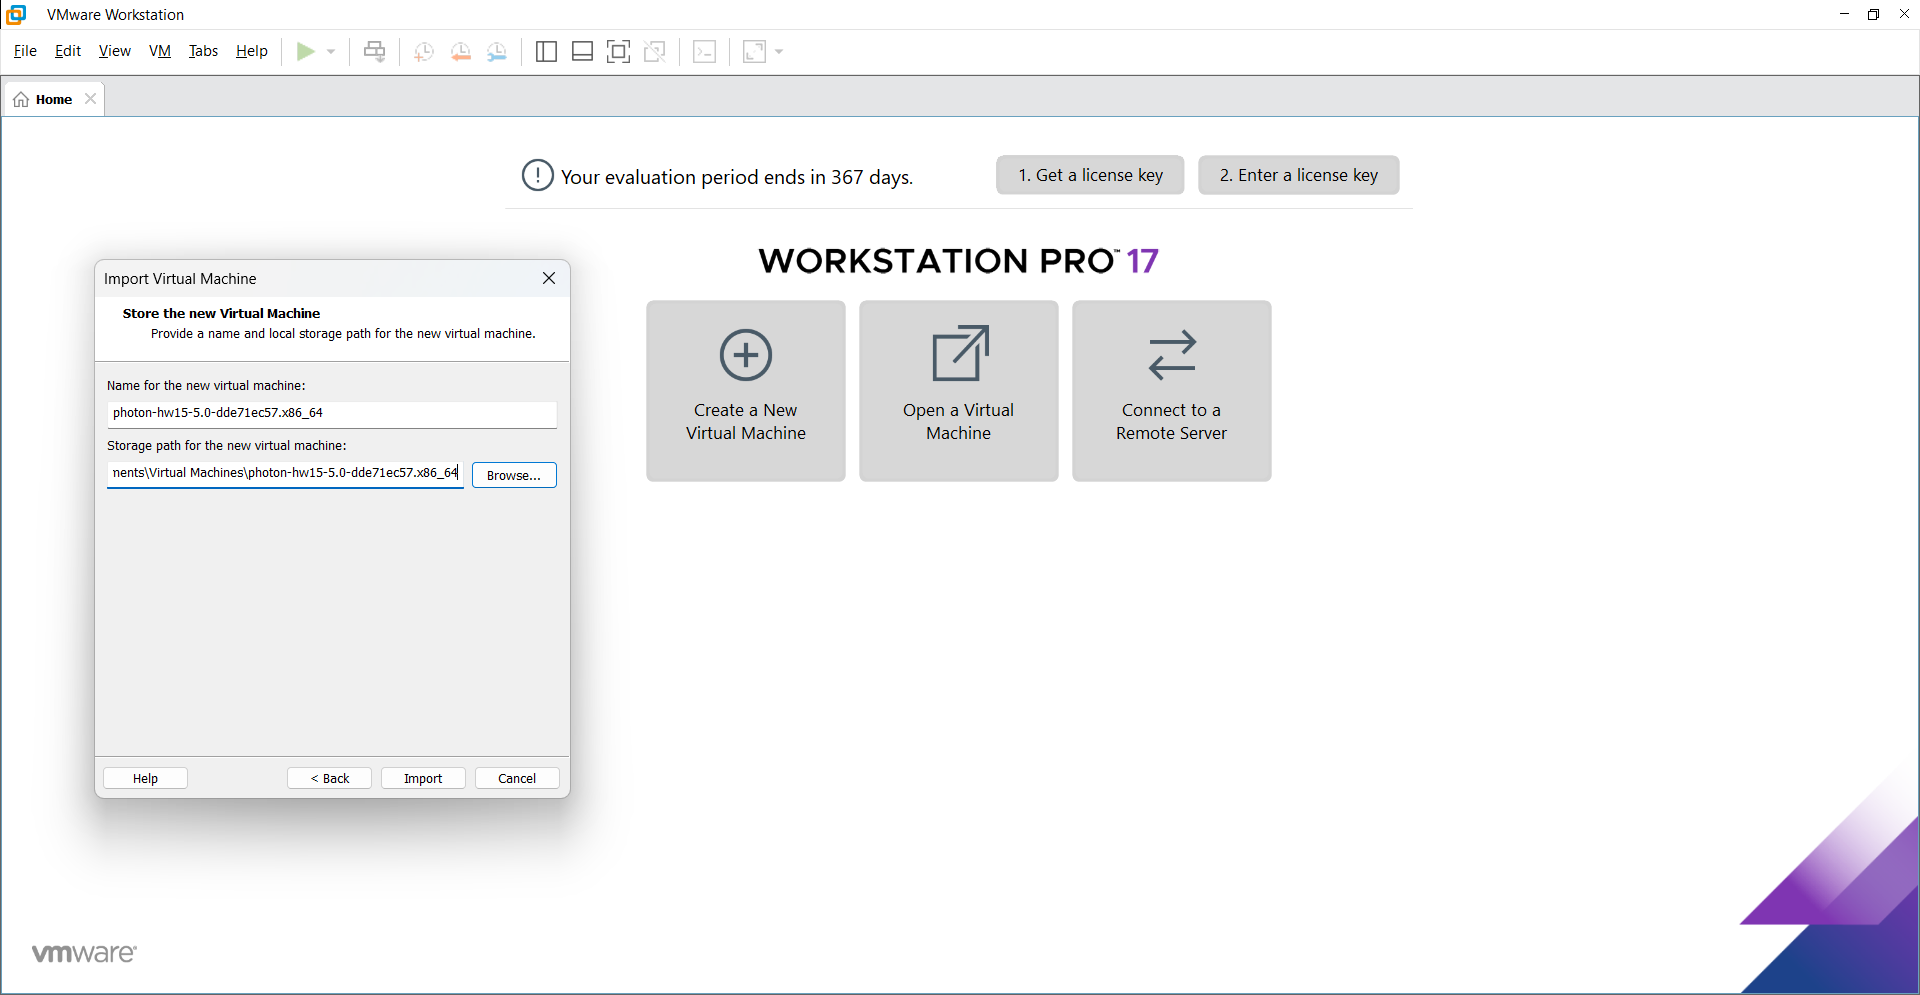 VMware Workstation
File Edit View VM Tabs Help
Home
Your evaluation period ends in 367 days.
1. Get a license key
2. Enter a license key
WORKSTATION PRO™ 17
Create a New
Virtual Machine
Open a Virtual
Machine
Connect to a
Remote Server
Import Virtual Machine
Store the new Virtual Machine
Provide a name and local storage path for the new virtual machine.
Name for the new virtual machine:
photon-hw15-5.0-dde71ec57.x86_64
Storage path for the new virtual machine:
nents\Virtual Machines\photon-hw15-5.0-dde71ec57.x86_64
Browse...
Help
< Back
Import
Cancel
vmware®